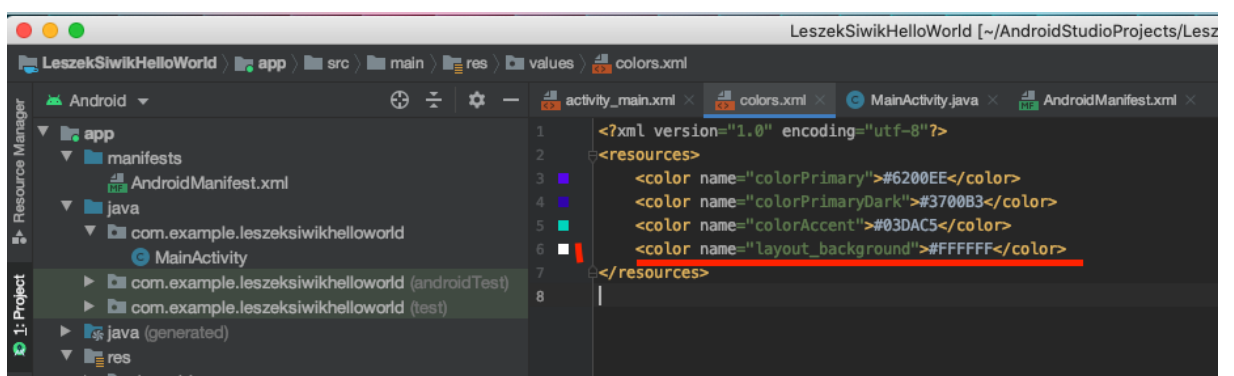 LeszekSiwikHelloWorld [~/AndroidStudioProjects/Lesz
LeszekSiwikHelloWorld app src main res values colors.xml
Resource Manager
1: Project
Android
app
manifests
AndroidManifest.xml
java
com.example.leszeksiwikhelloworld
MainActivity
com.example.leszeksiwikhelloworld (androidTest)
com.example.leszeksiwikhelloworld (test)
java (generated)
res
activity_main.xml colors.xml MainActivity.java AndroidManifest.xml
1 <?xml version="1.0" encoding="utf-8"?>
2 <resources>
3 <color name="colorPrimary">#6200EE</color>
4 <color name="colorPrimaryDark">#3700B3</color>
5 <color name="colorAccent">#03DAC5</color>
6 <color name="layout_background">#FFFFFF</color>
7 </resources>
8